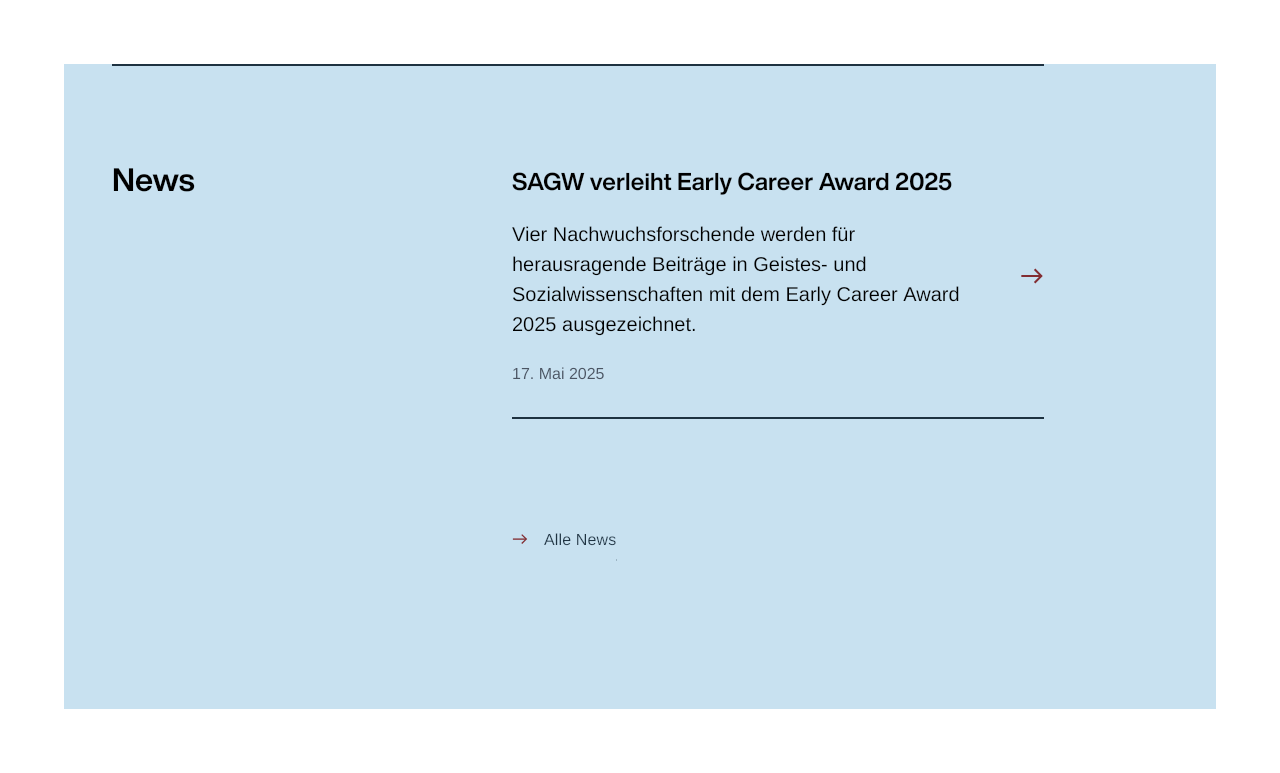 News
SAGW verleiht Early Career Award 2025
Vier Nachwuchsforschende werden für
herausragende Beiträge in Geistes- und
Sozialwissenschaften mit dem Early Career Award
2025 ausgezeichnet.
17. Mai 2025
Alle News